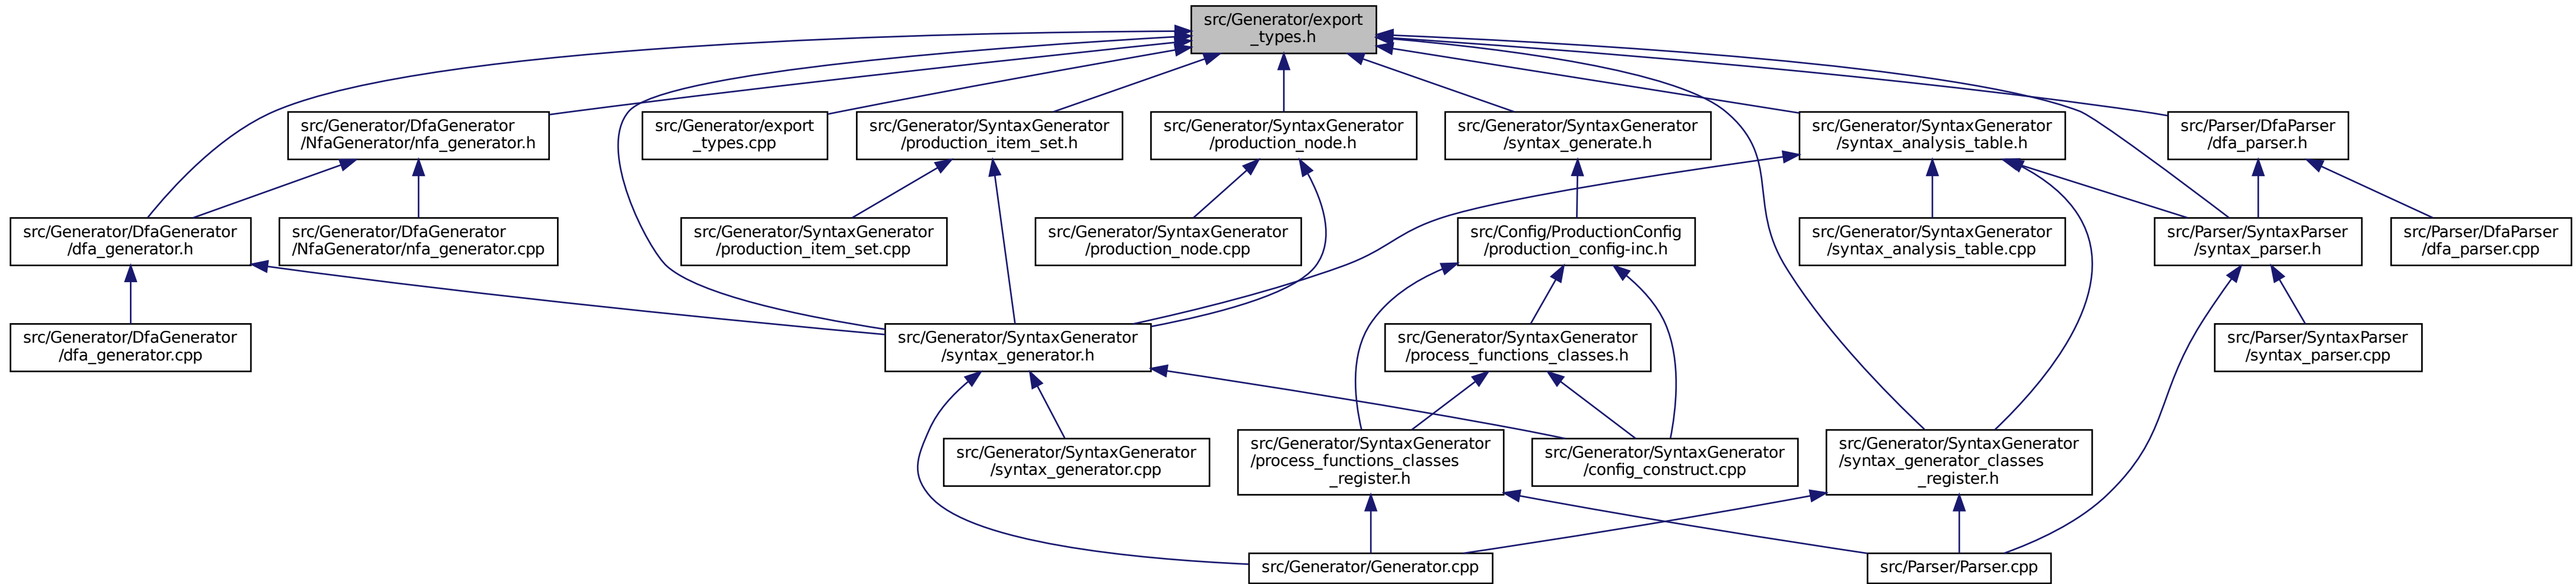 src/Generator/export
_types.h
src/Generator/DfaGenerator
/NfaGenerator/nfa_generator.h
src/Generator/export
_types.cpp
src/Generator/SyntaxGenerator
/production_item_set.h
src/Generator/SyntaxGenerator
/production_node.h
src/Generator/SyntaxGenerator
/syntax_generate.h
src/Generator/SyntaxGenerator
/syntax_analysis_table.h
src/Parser/DfaParser
/dfa_parser.h
src/Generator/DfaGenerator
/dfa_generator.h
src/Generator/DfaGenerator
/NfaGenerator/nfa_generator.cpp
src/Generator/SyntaxGenerator
/production_item_set.cpp
src/Generator/SyntaxGenerator
/production_node.cpp
src/Config/ProductionConfig
/production_config-inc.h
src/Generator/SyntaxGenerator
/syntax_analysis_table.cpp
src/Parser/SyntaxParser
/syntax_parser.h
src/Parser/DfaParser
/dfa_parser.cpp
src/Generator/DfaGenerator
/dfa_generator.cpp
src/Generator/SyntaxGenerator
/syntax_generator.h
src/Generator/SyntaxGenerator
/process_functions_classes.h
src/Parser/SyntaxParser
/syntax_parser.cpp
src/Generator/SyntaxGenerator
/syntax_generator.cpp
src/Generator/SyntaxGenerator
/process_functions_classes
_register.h
src/Generator/SyntaxGenerator
/config_construct.cpp
src/Generator/SyntaxGenerator
/syntax_generator_classes
_register.h
src/Generator/Generator.cpp
src/Parser/Parser.cpp